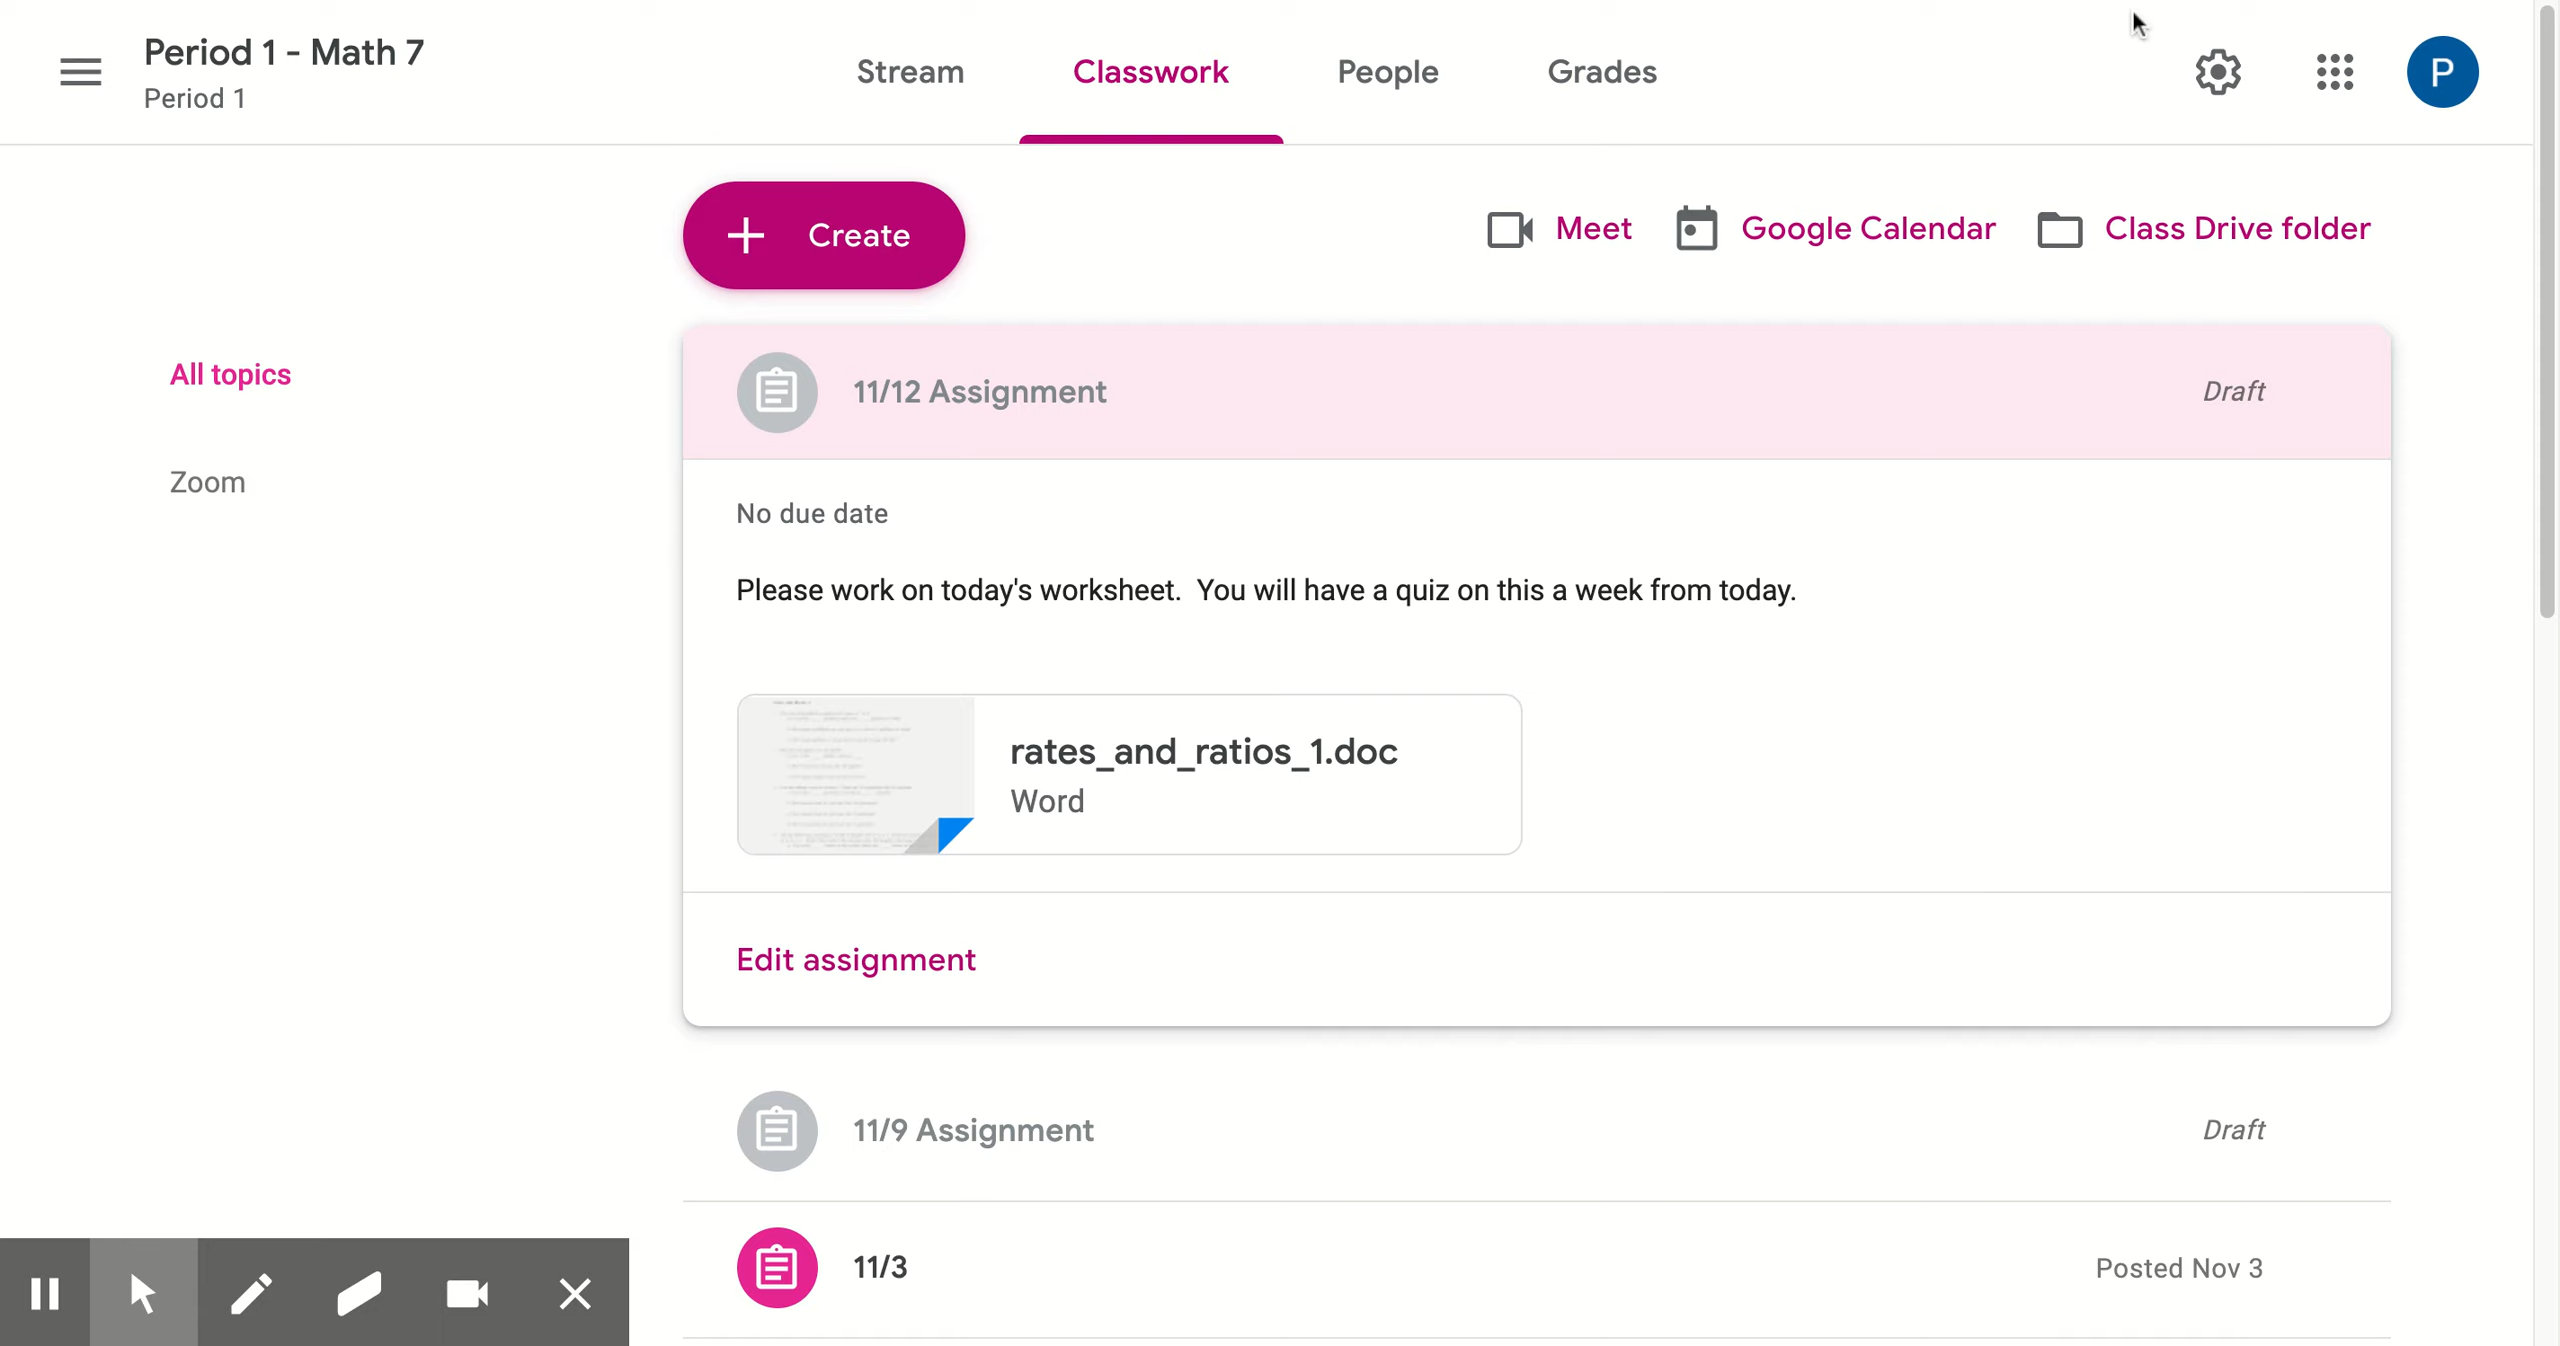 Period 1 - Math 7
Period 1
Stream
Classwork
People
Grades
P
Create
Meet
Google Calendar
Class Drive folder
All topics
Zoom
11/12 Assignment
Draft
No due date
Please work on today's worksheet.  You will have a quiz on this a week from today.
rates_and_ratios_1.doc
Word
Edit assignment
11/9 Assignment
Draft
11/3
Posted Nov 3